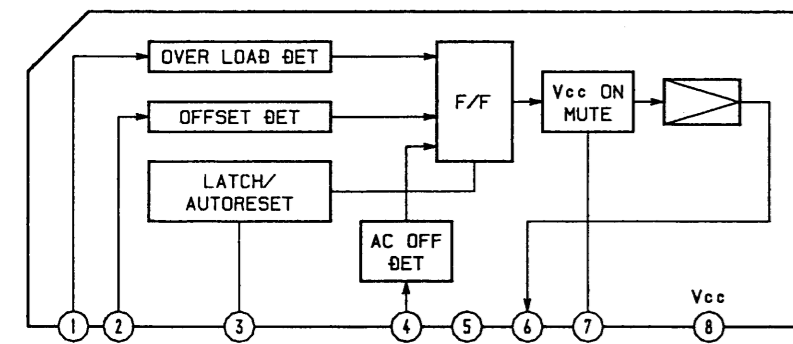 OVER LOAD DET
OFFSET DET
F/F
Vcc ON
MUTE
LATCH/
AUTORESET
AC OFF
DET
Vcc
1 2 3 4 5 6 7 8